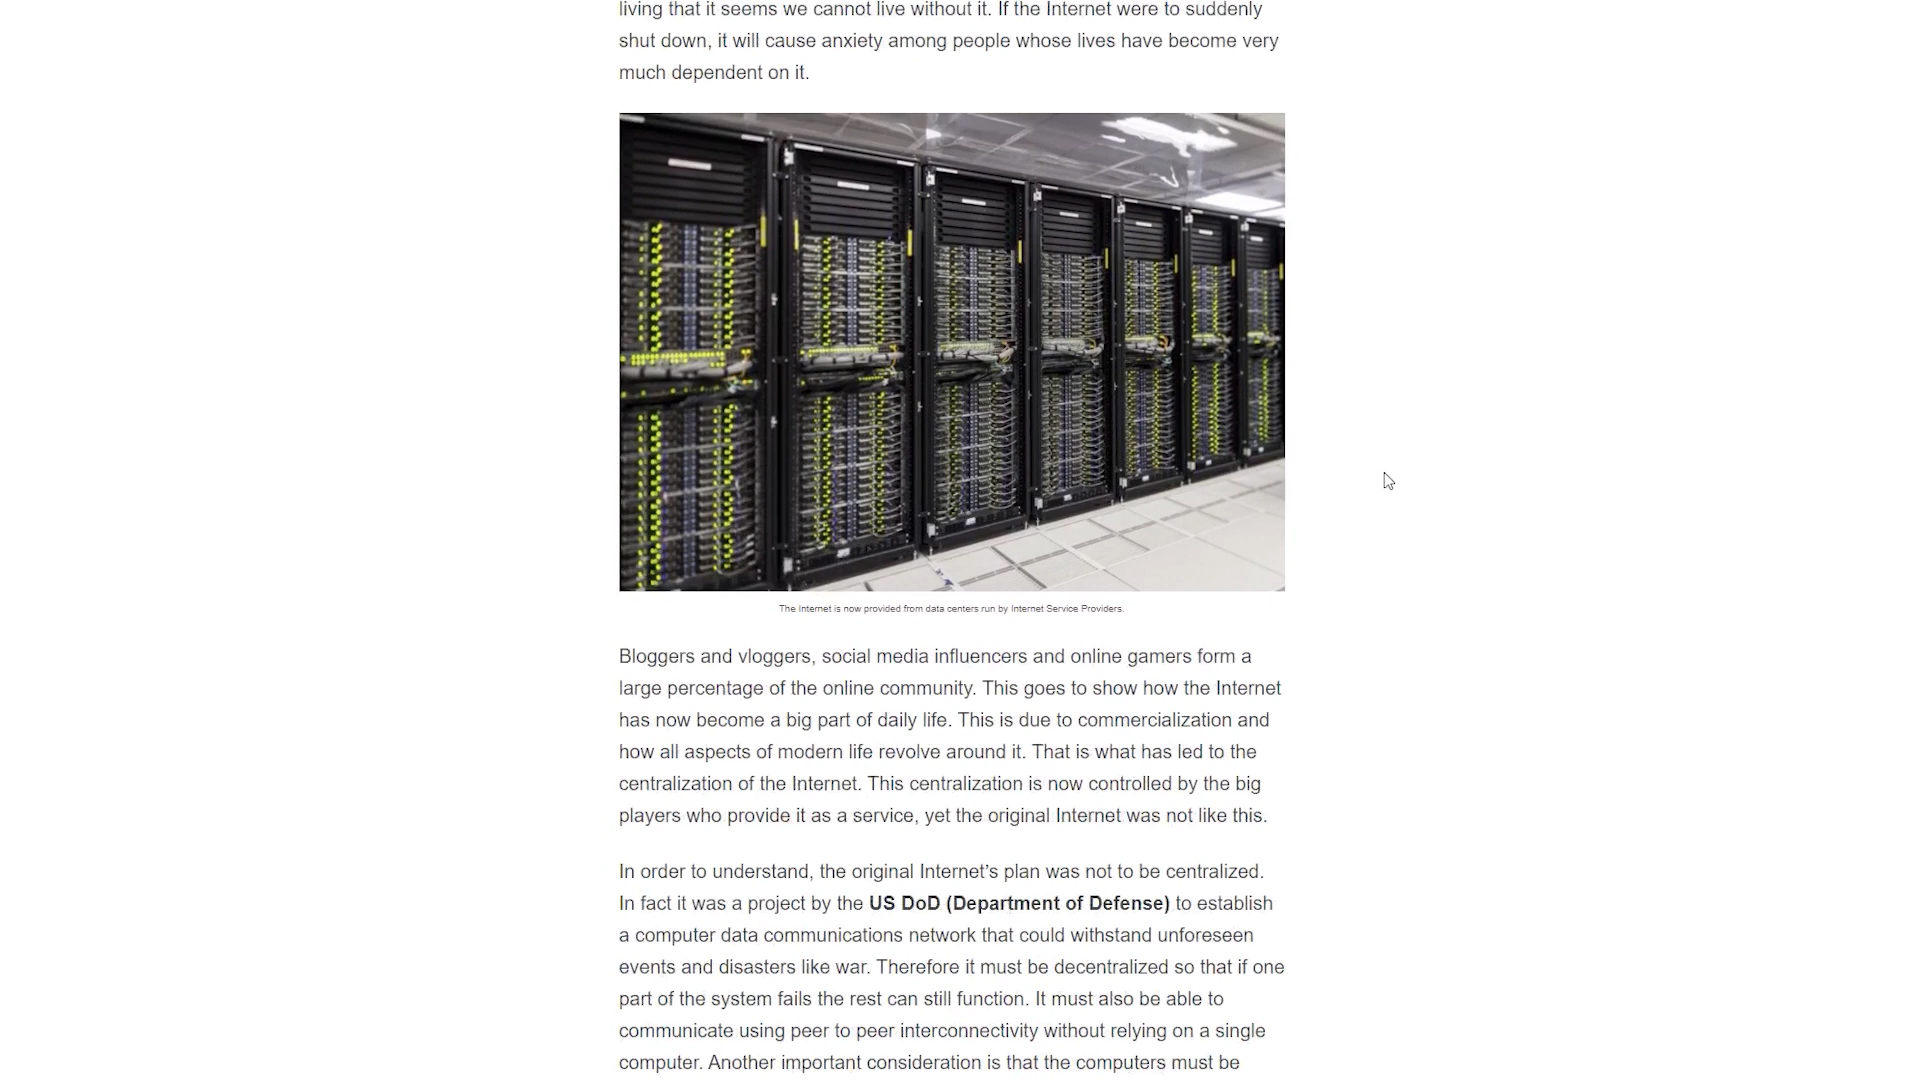 living that it seems we cannot live without it. If the Internet were to suddenly
shut down, it will cause anxiety among people whose lives have become very
much dependent on it.
The Internet is now provided from data centers run by Internet Service Providers.
Bloggers and vloggers, social media influencers and online gamers form a
large percentage of the online community. This goes to show how the Internet
has now become a big part of daily life. This is due to commercialization and
how all aspects of modern life revolve around it. That is what has led to the
centralization of the Internet. This centralization is now controlled by the big
players who provide it as a service, yet the original Internet was not like this.
In order to understand, the original Internet’s plan was not to be centralized.
In fact it was a project by the US DoD (Department of Defense) to establish
a computer data communications network that could withstand unforeseen
events and disasters like war. Therefore it must be decentralized so that if one
part of the system fails the rest can still function. It must also be able to
communicate using peer to peer interconnectivity without relying on a single
computer. Another important consideration is that the computers must be